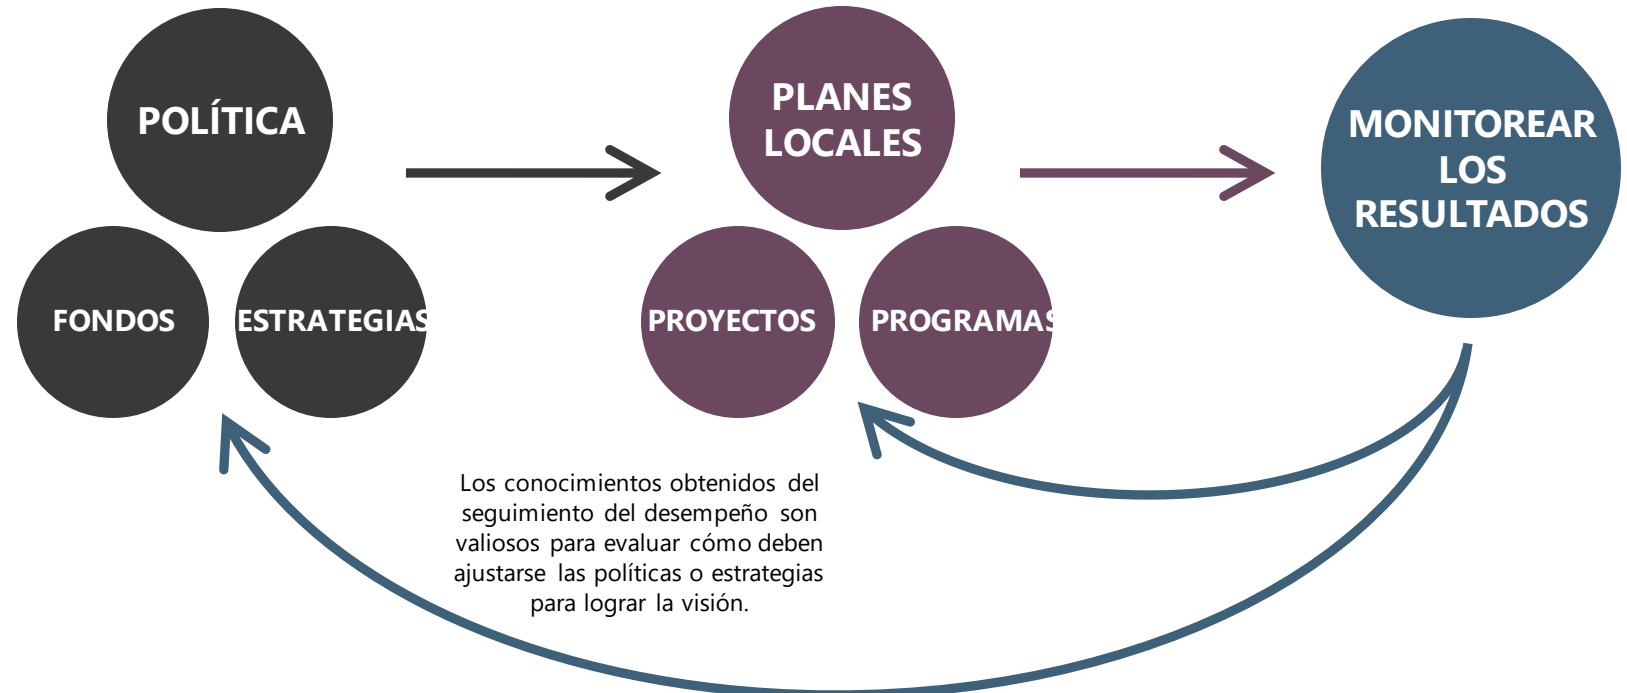 POLÍTICA
FONDOS
ESTRATEGIAS
PLANES
LOCALES
PROYECTOS
PROGRAMAS
MONITOREAR
LOS
RESULTADOS
Los conocimientos obtenidos del
seguimiento del desempeño son
valiosos para evaluar cómo deben
ajustarse las políticas o estrategias
para lograr la visión.